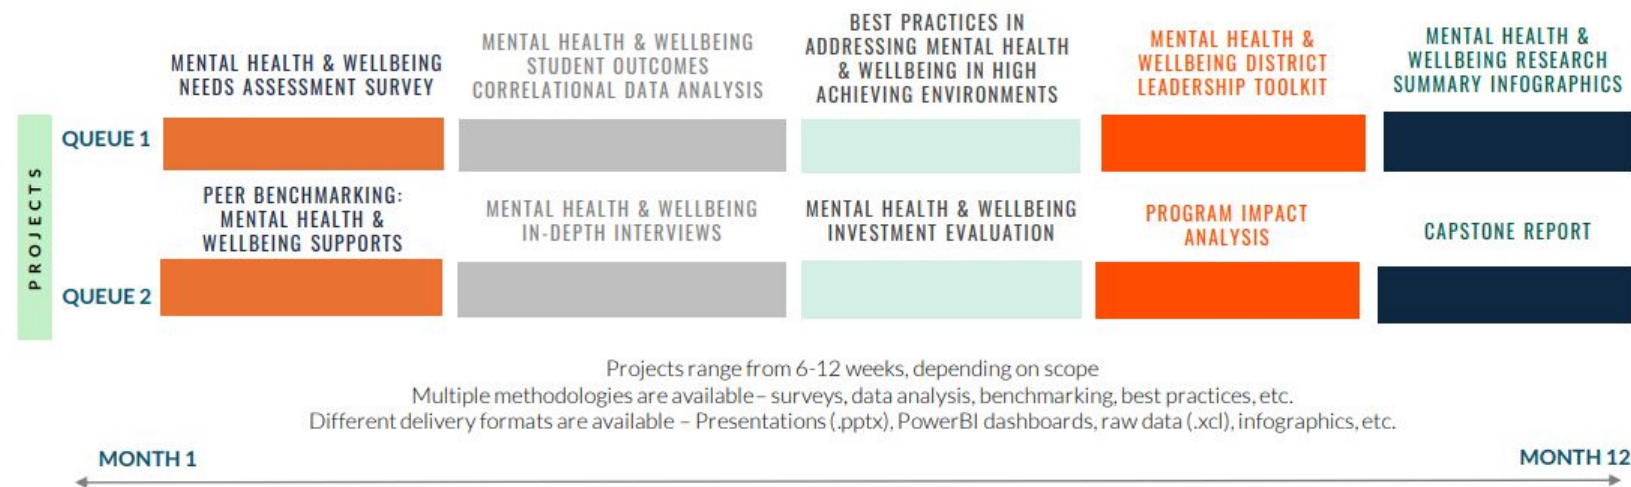 MENTAL HEALTH & WELLBEING
NEEDS ASSESSMENT SURVEY
MENTAL HEALTH & WELLBEING
STUDENT OUTCOMES
CORRELATIONAL DATA ANALYSIS
BEST PRACTICES IN
ADDRESSING MENTAL HEALTH
& WELLBEING IN HIGH
ACHIEVING ENVIRONMENTS
MENTAL HEALTH &
WELLBEING DISTRICT
LEADERSHIP TOOLKIT
MENTAL HEALTH &
WELLBEING RESEARCH
SUMMARY INFOGRAPHICS
PROJECTS
QUEUE 1
PEER BENCHMARKING:
MENTAL HEALTH &
WELLBEING SUPPORTS
MENTAL HEALTH & WELLBEING
IN-DEPTH INTERVIEWS
MENTAL HEALTH & WELLBEING
INVESTMENT EVALUATION
PROGRAM IMPACT
ANALYSIS
CAPSTONE REPORT
QUEUE 2
Projects range from 6-12 weeks, depending on scope
Multiple methodologies are available – surveys, data analysis, benchmarking, best practices, etc.
Different delivery formats are available – Presentations (.pptx), PowerBI dashboards, raw data (.xcl), infographics, etc.
MONTH 1
MONTH 12